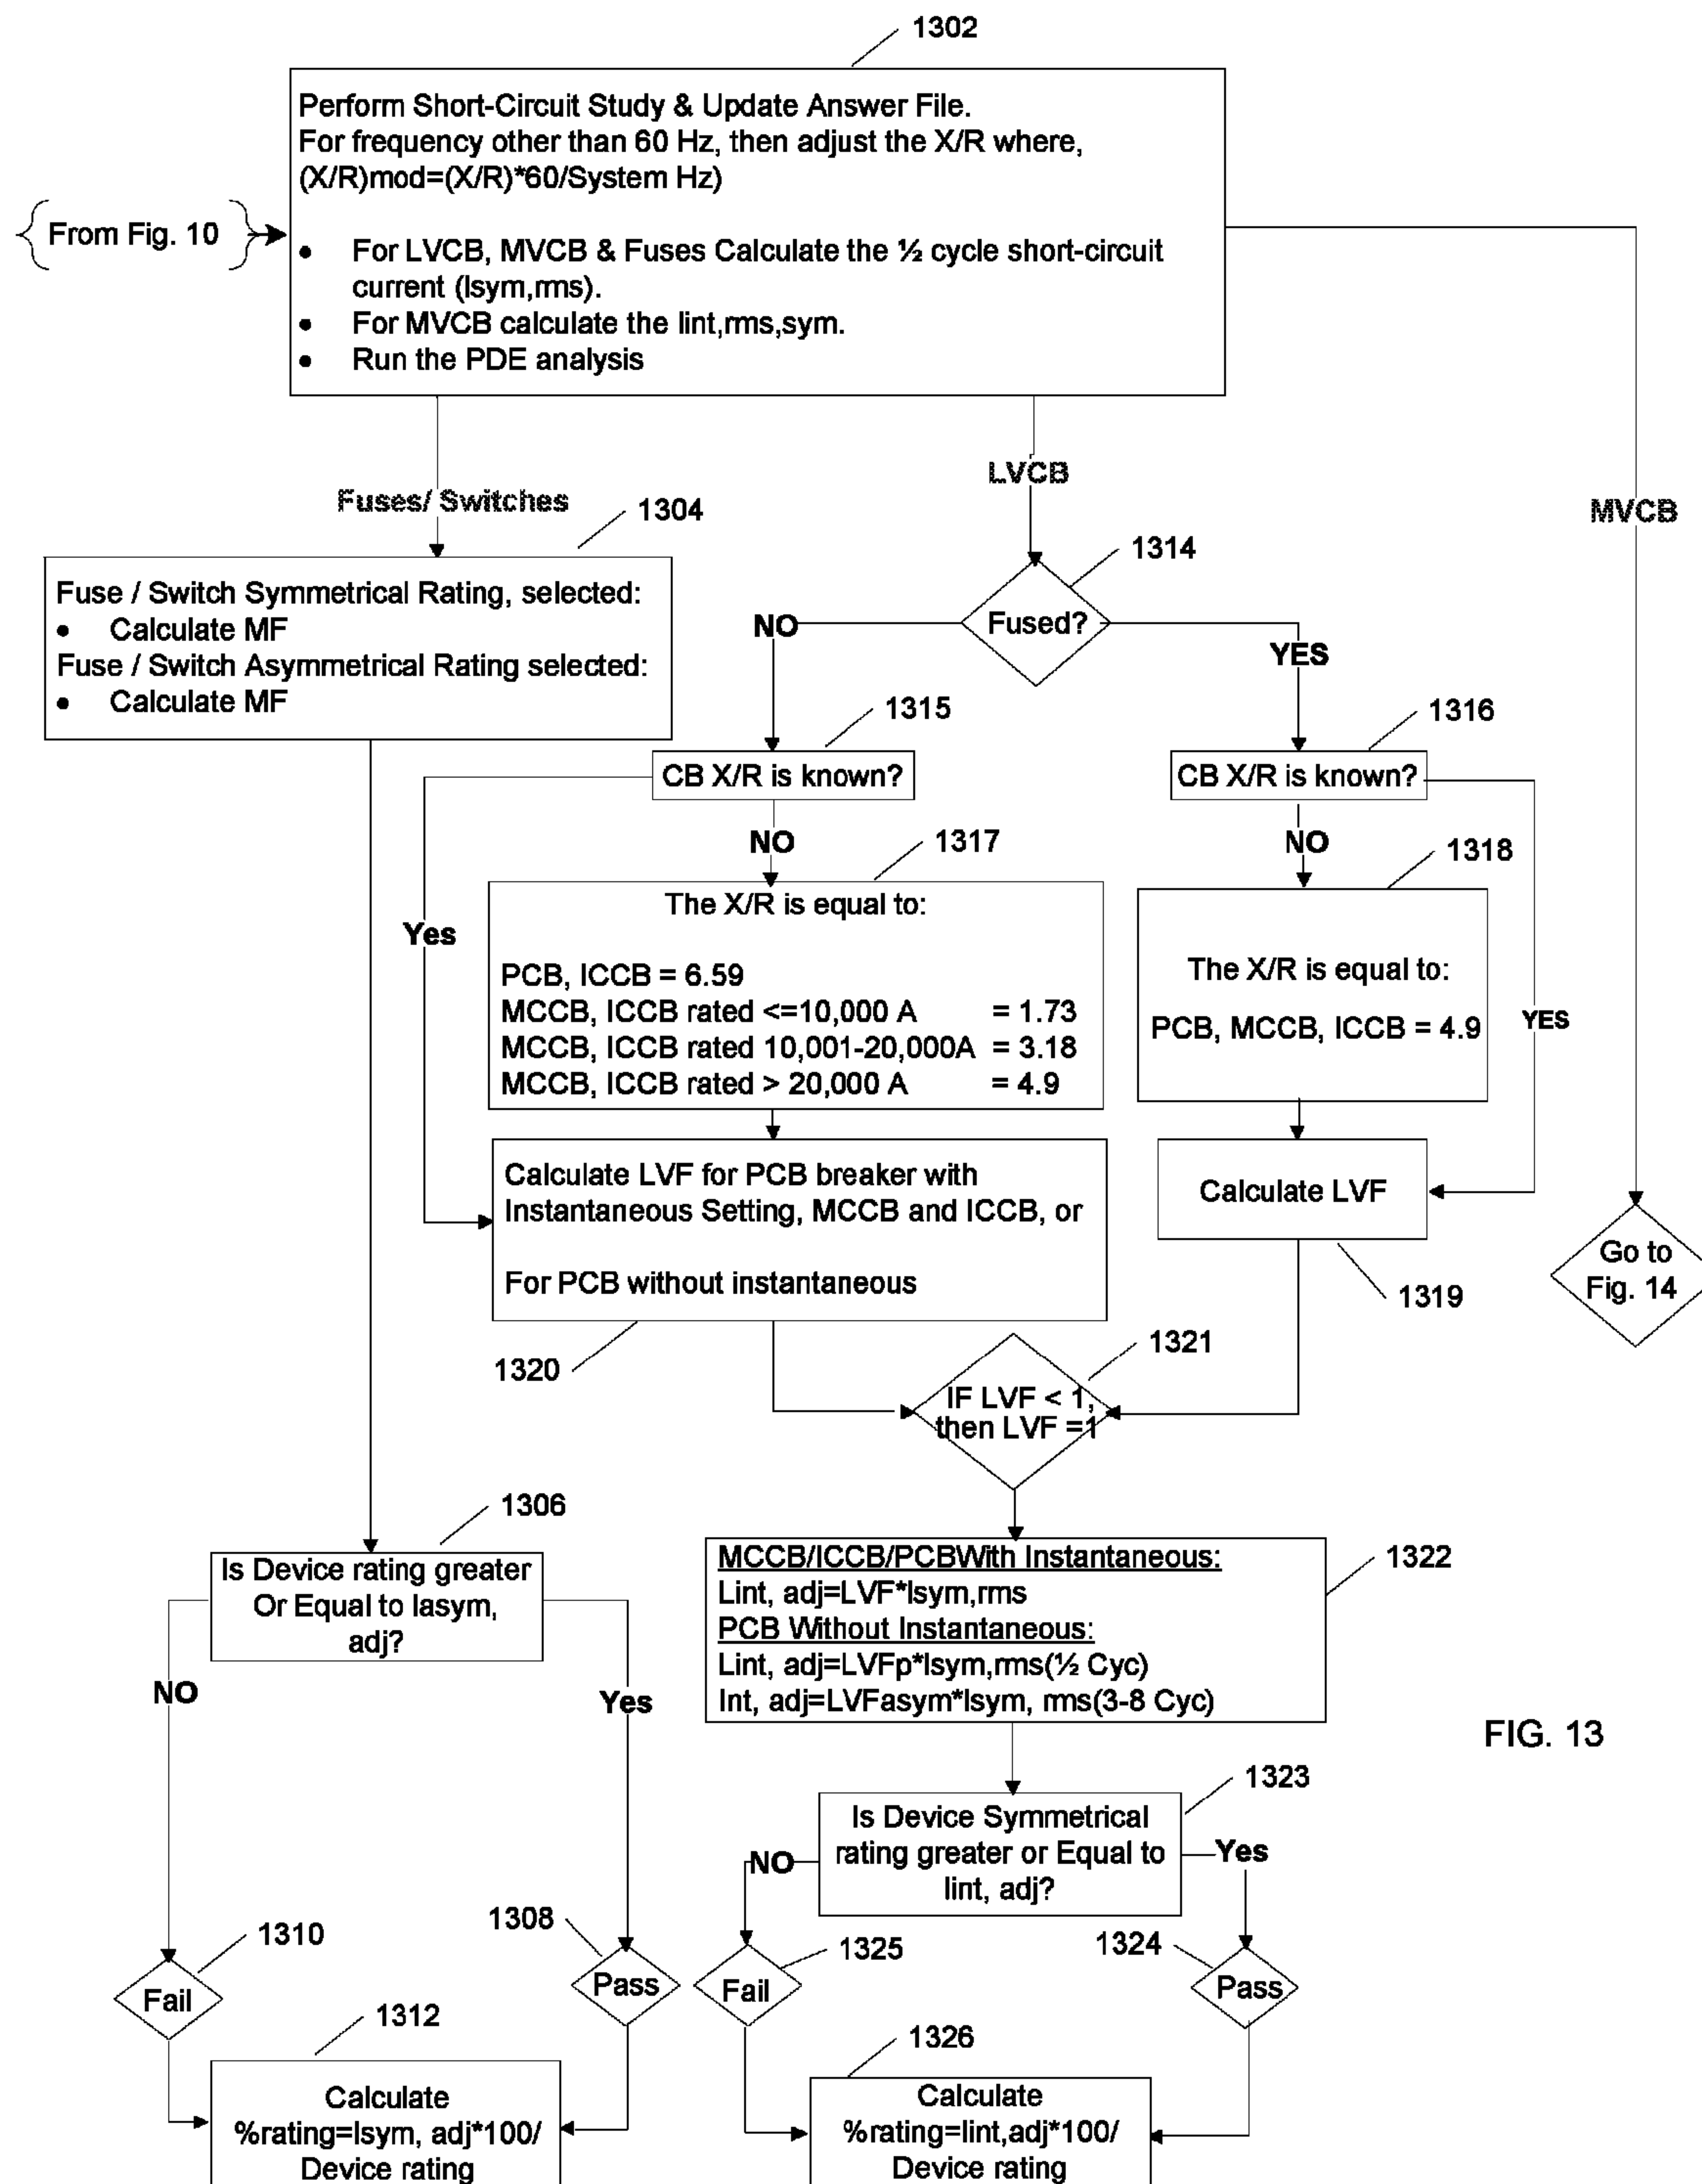 1302
Perform Short-Circuit Study & Update Answer File.
For frequency other than 60 Hz, then adjust the X/R where,
(X/R)mod=(X/R)*60/System Hz)
From Fig. 10
• For LVCB, MVCB & Fuses Calculate the ½ cycle short-circuit
current (Isym,rms).
• For MVCB calculate the Iint,rms,sym.
• Run the PDE analysis
Fuses/ Switches
LVCB
MVCB
1304
Fuse / Switch Symmetrical Rating, selected:
• Calculate MF
Fuse / Switch Asymmetrical Rating selected:
• Calculate MF
1314
Fused?
NO
YES
1315
CB X/R is known?
1316
CB X/R is known?
NO
1317
NO
1318
Yes
The X/R is equal to:
PCB, ICCB = 6.59
MCCB, ICCB rated <=10,000 A = 1.73
MCCB, ICCB rated 10,001-20,000A = 3.18
MCCB, ICCB rated > 20,000 A = 4.9
The X/R is equal to:
PCB, MCCB, ICCB = 4.9
YES
Calculate LVF for PCB breaker with
Instantaneous Setting, MCCB and ICCB, or
For PCB without instantaneous
1320
Calculate LVF
1319
Go to
Fig. 14
1321
IF LVF < 1,
then LVF =1
1306
Is Device rating greater
Or Equal to Iasym,
adj?
NO
Yes
1322
MCCB/ICCB/PCBWith Instantaneous:
Lint, adj=LVF*Isym,rms
PCB Without Instantaneous:
Lint, adj=LVFp*Isym,rms(½ Cyc)
Int, adj=LVFasym*Isym, rms(3-8 Cyc)
FIG. 13
1323
Is Device Symmetrical
rating greater or Equal to
Iint, adj?
NO
Yes
1310
Fail
1308
Pass
1325
Fail
1324
Pass
1312
Calculate
%rating=Isym, adj*100/
Device rating
1326
Calculate
%rating=Iint,adj*100/
Device rating